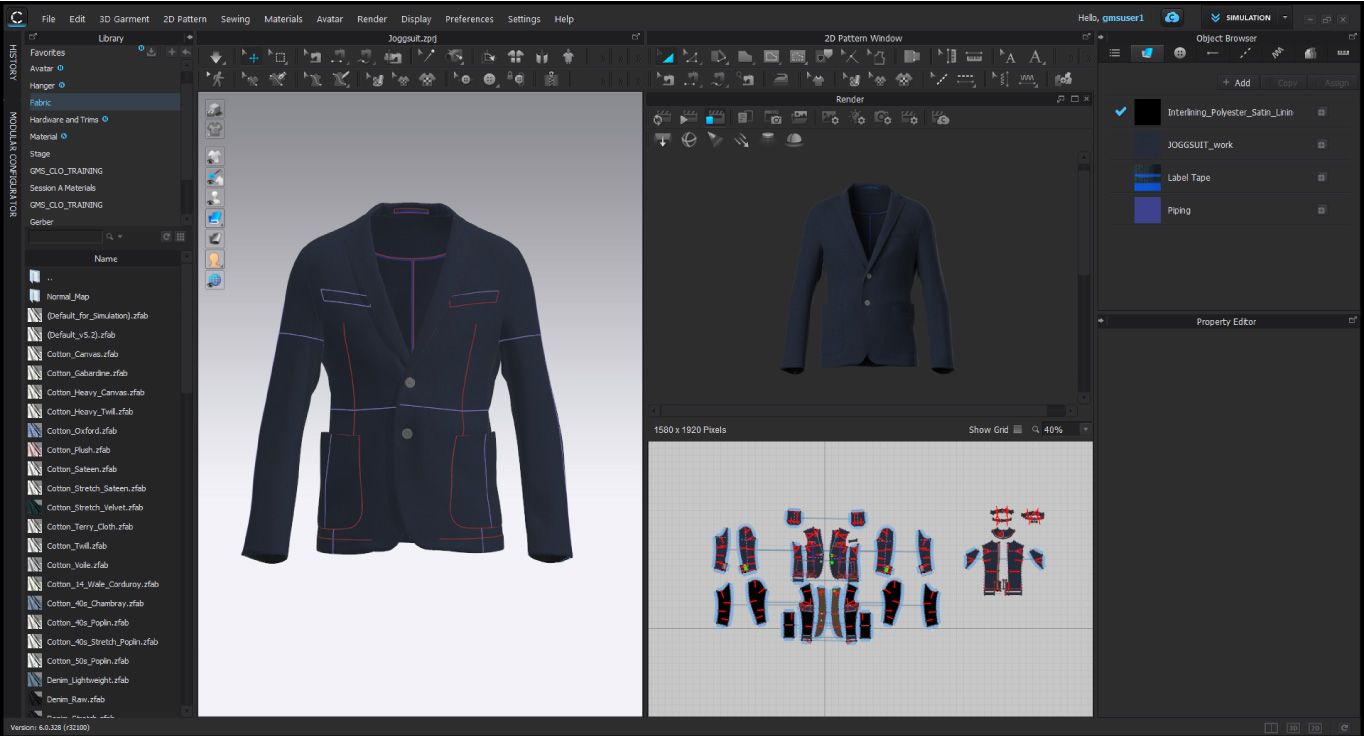 File Edit 3D Garment 2D Pattern Sewing Materials Avatar Render Display Preferences Settings Help
Hello, gmsuser1
SIMULATION
HISTORY
MODULAR CONFIGURATOR
Library
Favorites
Avatar
Hanger
Fabric
Hardware and Trims
Material
Stage
GMS_CLO_TRAINING
Session A Materials
GMS_CLO_TRAINING
Gerber
Name
..
Normal_Map
(Default_for_Simulation).zfab
(Default_v5.2).zfab
Cotton_Canvas.zfab
Cotton_Gabardine.zfab
Cotton_Heavy_Canvas.zfab
Cotton_Heavy_Twill.zfab
Cotton_Oxford.zfab
Cotton_Plush.zfab
Cotton_Sateen.zfab
Cotton_Stretch_Sateen.zfab
Cotton_Stretch_Velvet.zfab
Cotton_Terry_Cloth.zfab
Cotton_Twill.zfab
Cotton_Voile.zfab
Cotton_14_Wale_Corduroy.zfab
Cotton_40s_Chambray.zfab
Cotton_40s_Poplin.zfab
Cotton_40s_Stretch_Poplin.zfab
Cotton_50s_Poplin.zfab
Denim_Lightweight.zfab
Denim_Raw.zfab
Version: 6.0.328 (r32100)
Joggsuit.zprj
2D Pattern Window
Render
1580 x 1920 Pixels
Show Grid
40%
Object Browser
+ Add Copy Assign
Interlining_Polyester_Satin_Linin
JOGGSUIT_work
Label Tape
Piping
Property Editor
3D 2D